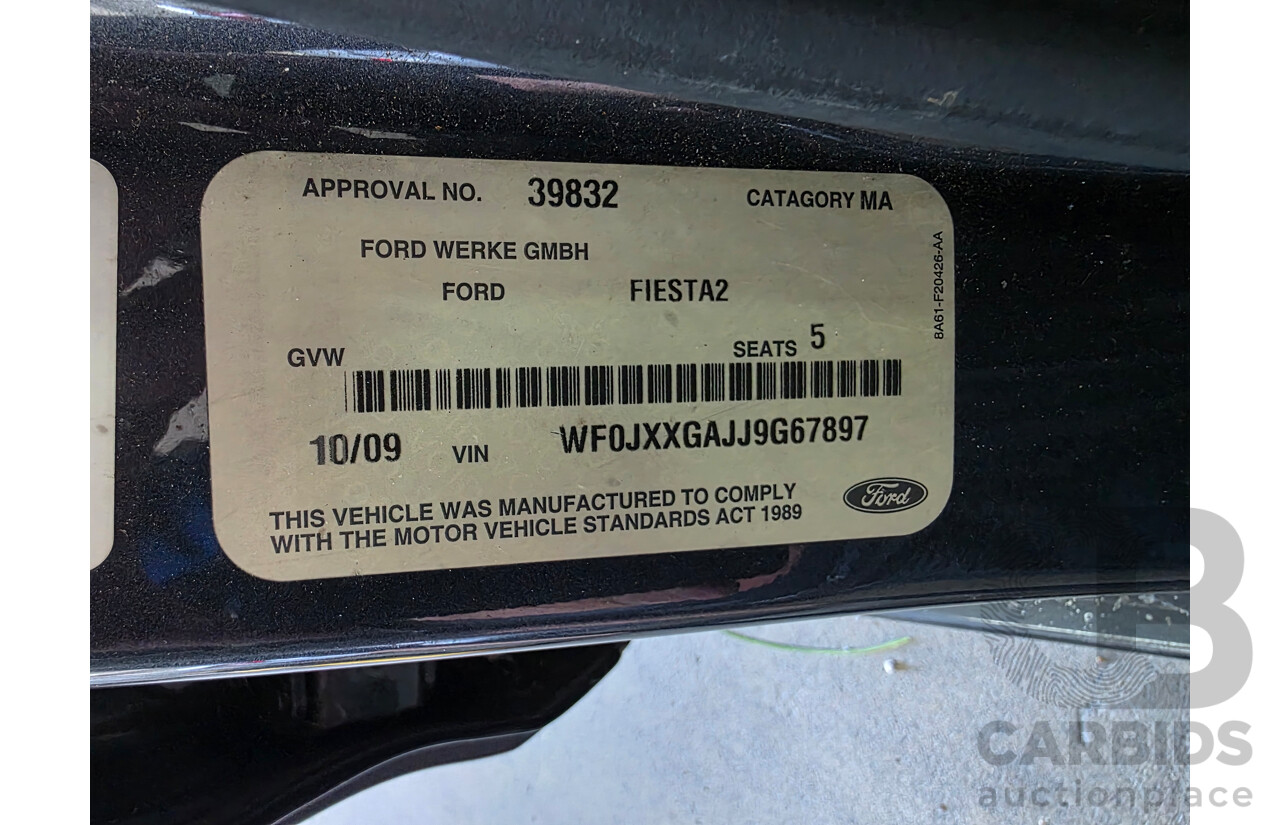 APPROVAL NO. 39832 CATAGORY MA
FORD WERKE GMBH
FORD FIESTA2
8A61-F20426-AA
GVW SEATS 5
10/09 VIN WF0JXXGAJJ9G67897
THIS VEHICLE WAS MANUFACTURED TO COMPLY
WITH THE MOTOR VEHICLE STANDARDS ACT 1989
Ford
CB
CARBIDS
auctionplace